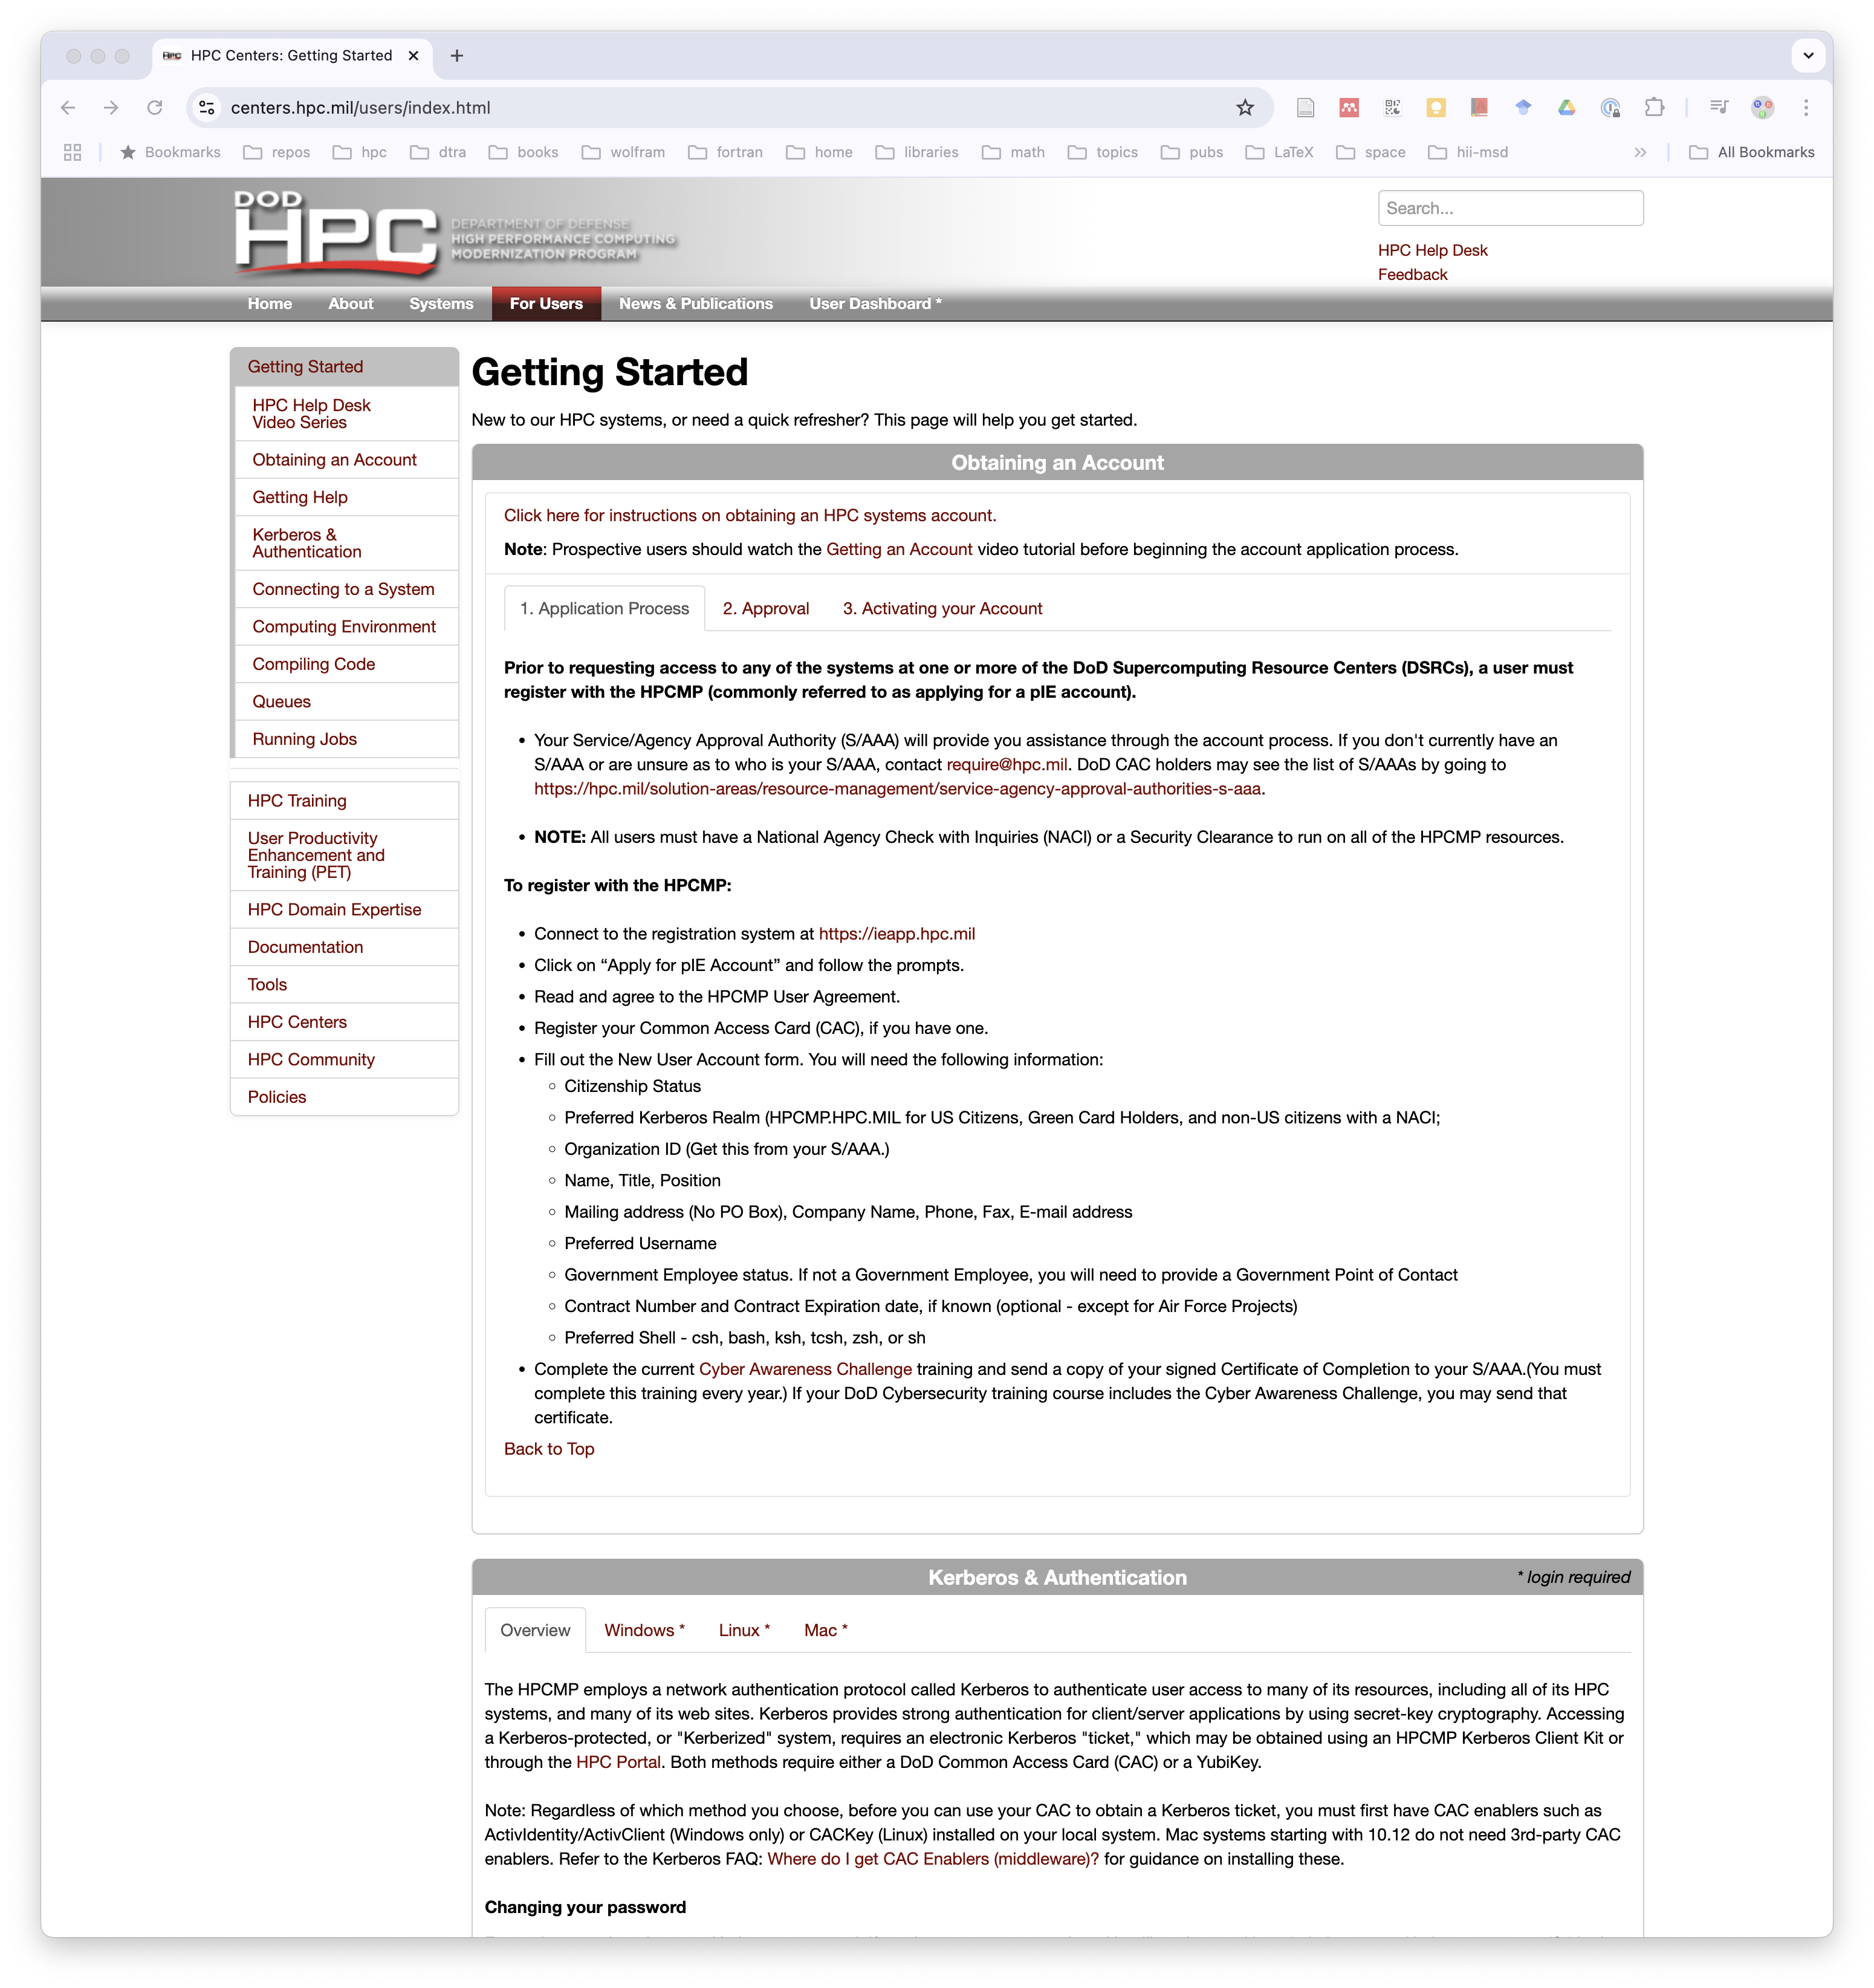 HPC Centers: Getting Started
centers.hpc.mil/users/index.html
Bookmarks
repos
hpc
dtra
books
wolfram
fortran
home
libraries
math
topics
pubs
LaTeX
space
hii-msd
All Bookmarks
DOD
HPC
DEPARTMENT OF DEFENSE
HIGH PERFORMANCE COMPUTING
MODERNIZATION PROGRAM
Search...
HPC Help Desk
Feedback
Home
About
Systems
For Users
News & Publications
User Dashboard *
Getting Started
HPC Help Desk
Video Series
Obtaining an Account
Getting Help
Kerberos &
Authentication
Connecting to a System
Computing Environment
Compiling Code
Queues
Running Jobs
HPC Training
User Productivity
Enhancement and
Training (PET)
HPC Domain Expertise
Documentation
Tools
HPC Centers
HPC Community
Policies
Getting Started
New to our HPC systems, or need a quick refresher? This page will help you get started.
Obtaining an Account
Click here for instructions on obtaining an HPC systems account.
Note: Prospective users should watch the Getting an Account video tutorial before beginning the account application process.
1. Application Process
2. Approval
3. Activating your Account
Prior to requesting access to any of the systems at one or more of the DoD Supercomputing Resource Centers (DSRCs), a user must
register with the HPCMP (commonly referred to as applying for a pIE account).
• Your Service/Agency Approval Authority (S/AAA) will provide you assistance through the account process. If you don't currently have an
S/AAA or are unsure as to who is your S/AAA, contact require@hpc.mil. DoD CAC holders may see the list of S/AAAs by going to
https://hpc.mil/solution-areas/resource-management/service-agency-approval-authorities-s-aaa.
• NOTE: All users must have a National Agency Check with Inquiries (NACI) or a Security Clearance to run on all of the HPCMP resources.
To register with the HPCMP:
• Connect to the registration system at https://ieapp.hpc.mil
• Click on “Apply for pIE Account” and follow the prompts.
• Read and agree to the HPCMP User Agreement.
• Register your Common Access Card (CAC), if you have one.
• Fill out the New User Account form. You will need the following information:
◦ Citizenship Status
◦ Preferred Kerberos Realm (HPCMP.HPC.MIL for US Citizens, Green Card Holders, and non-US citizens with a NACI;
◦ Organization ID (Get this from your S/AAA.)
◦ Name, Title, Position
◦ Mailing address (No PO Box), Company Name, Phone, Fax, E-mail address
◦ Preferred Username
◦ Government Employee status. If not a Government Employee, you will need to provide a Government Point of Contact
◦ Contract Number and Contract Expiration date, if known (optional - except for Air Force Projects)
◦ Preferred Shell - csh, bash, ksh, tcsh, zsh, or sh
• Complete the current Cyber Awareness Challenge training and send a copy of your signed Certificate of Completion to your S/AAA.(You must
complete this training every year.) If your DoD Cybersecurity training course includes the Cyber Awareness Challenge, you may send that
certificate.
Back to Top
Kerberos & Authentication
* login required
Overview
Windows *
Linux *
Mac *
The HPCMP employs a network authentication protocol called Kerberos to authenticate user access to many of its resources, including all of its HPC
systems, and many of its web sites. Kerberos provides strong authentication for client/server applications by using secret-key cryptography. Accessing
a Kerberos-protected, or "Kerberized" system, requires an electronic Kerberos "ticket," which may be obtained using an HPCMP Kerberos Client Kit or
through the HPC Portal. Both methods require either a DoD Common Access Card (CAC) or a YubiKey.
Note: Regardless of which method you choose, before you can use your CAC to obtain a Kerberos ticket, you must first have CAC enablers such as
ActivIdentity/ActivClient (Windows only) or CACKey (Linux) installed on your local system. Mac systems starting with 10.12 do not need 3rd-party CAC
enablers. Refer to the Kerberos FAQ: Where do I get CAC Enablers (middleware)? for guidance on installing these.
Changing your password